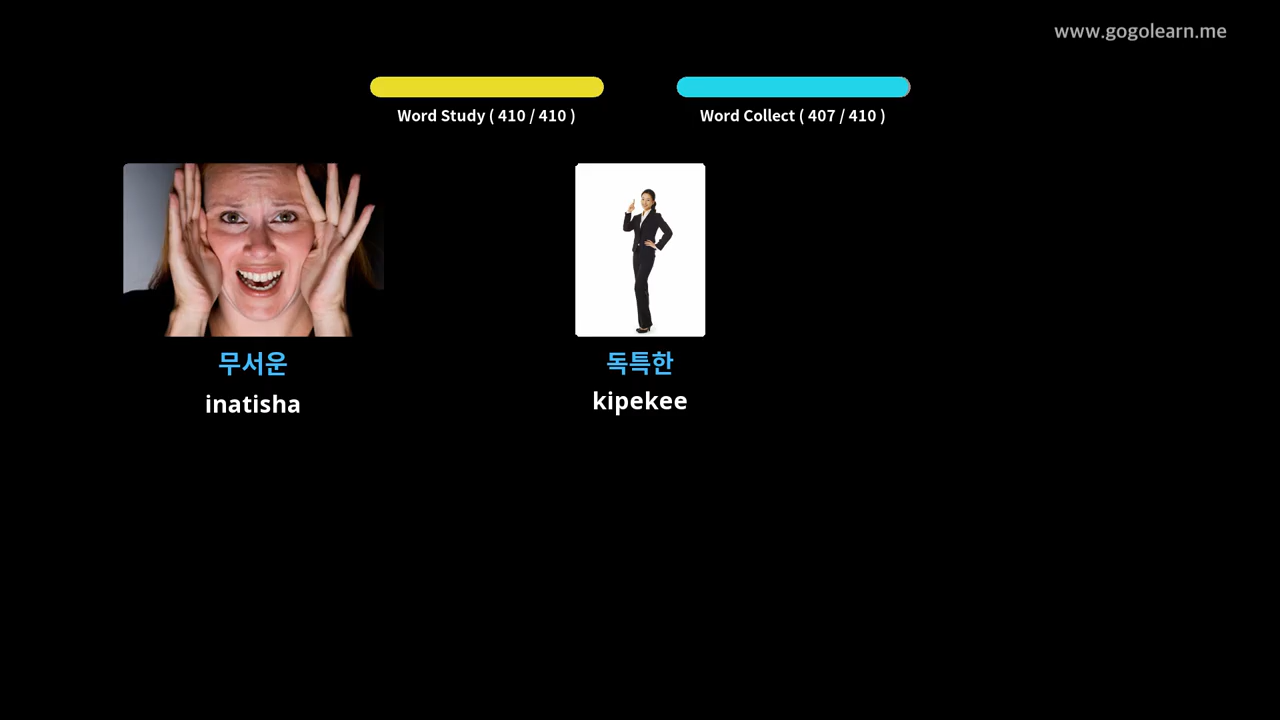 www.gogolearn.me
Word Study ( 410 / 410 )
Word Collect ( 407 / 410 )
무서운
inatisha
독특한
kipekee